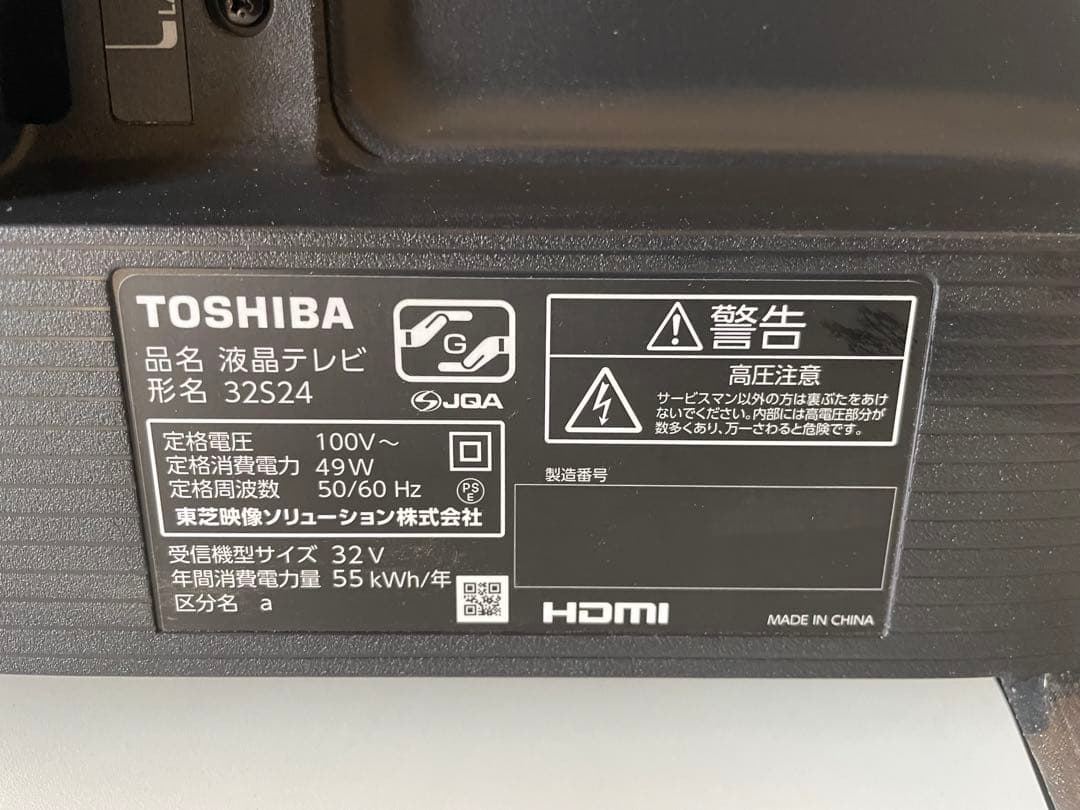 TOSHIBA
品名 液晶テレビ
形名 32S24
G
JQA
定格電圧 100V～
定格消費電力 49W
定格周波数 50/60 Hz
PSE
東芝映像ソリューション株式会社
受信機型サイズ 32V
年間消費電力量 55 kWh/年
区分名 a
警告
高圧注意
サービスマン以外の方は裏ぶたをあけ
ないでください。内部には高電圧部分が
数多くあり、万一さわると危険です。
製造番号
HDMI
MADE IN CHINA